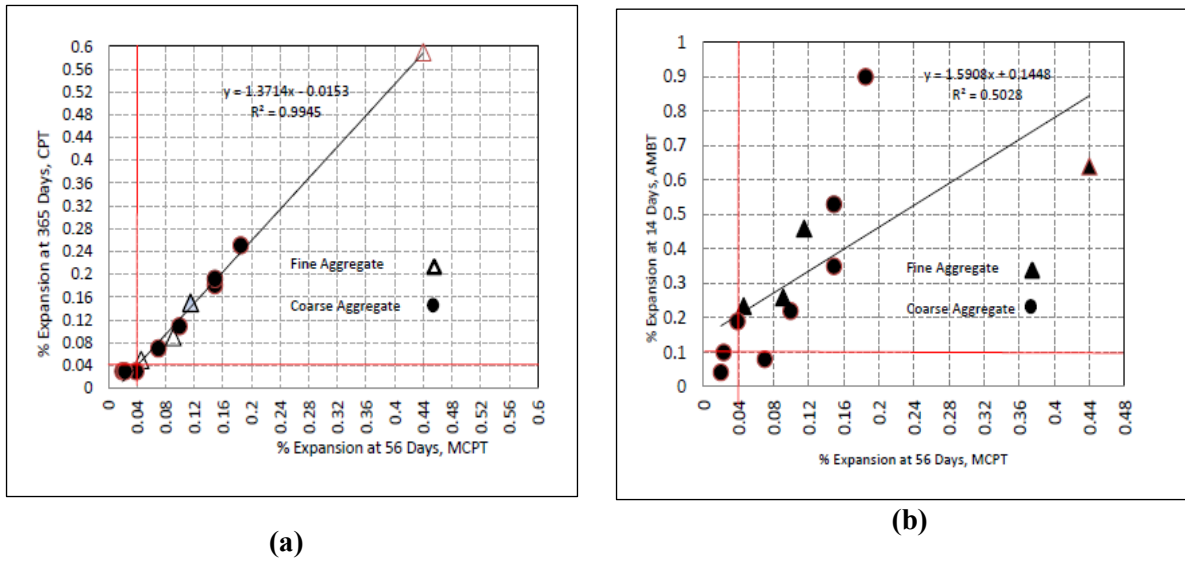 0.6
0.56
0.52
0.48
0.44
0.4
0.36
0.32
0.28
0.24
0.2
0.16
0.12
0.08
0.04
0
% Expansion at 365 Days, CPT
y = 1.3714x - 0.0153
R² = 0.9945
Fine Aggregate
Coarse Aggregate
0 0.04 0.08 0.12 0.16 0.2 0.24 0.28 0.32 0.36 0.4 0.44 0.48 0.52 0.56 0.6
% Expansion at 56 Days, MCPT
(a)
1
0.9
0.8
0.7
0.6
0.5
0.4
0.3
0.2
0.1
0
% Expansion at 14 Days, AMBT
y = 1.5908x + 0.1448
R² = 0.5028
Fine Aggregate
Coarse Aggregate
0 0.04 0.08 0.12 0.16 0.2 0.24 0.28 0.32 0.36 0.4 0.44 0.48
% Expansion at 56 Days, MCPT
(b)